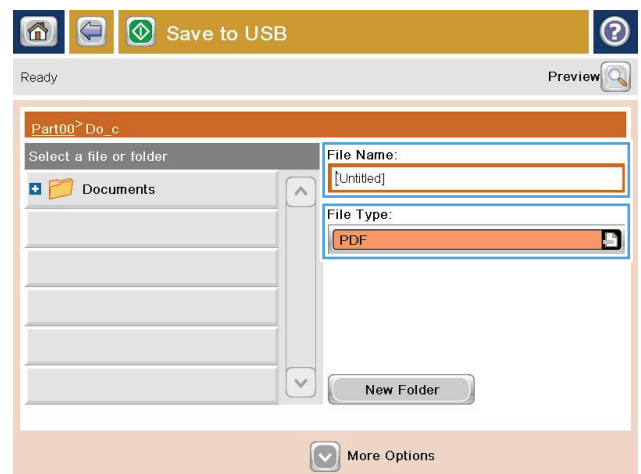 Save to USB
Ready
Preview
Part00>Do_c
Select a file or folder
Documents
File Name:
[Untitled]
File Type:
PDF
New Folder
More Options